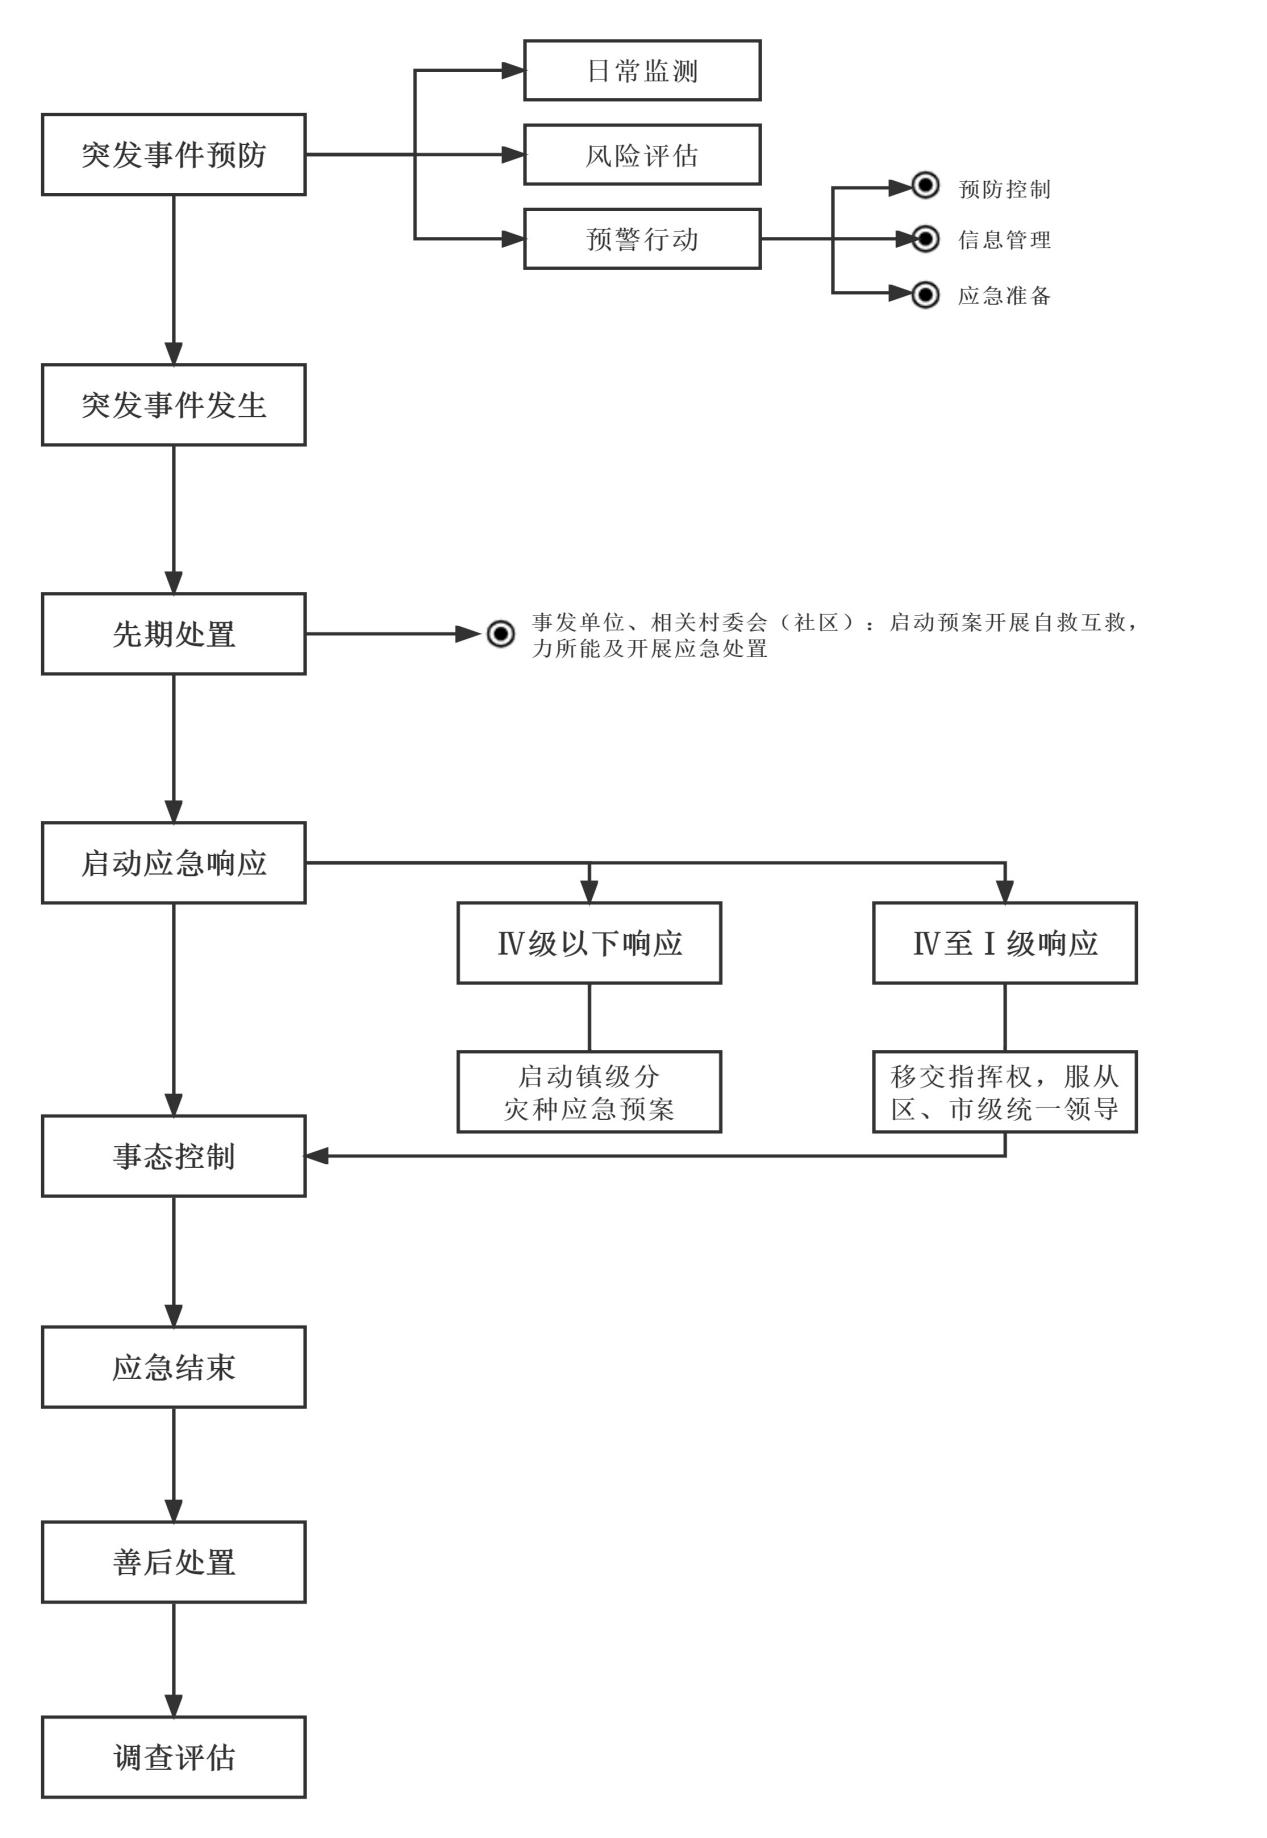 日常监测
突发事件预防
风险评估
预防控制
预警行动
信息管理
应急准备
突发事件发生
先期处置
事发单位、相关村委会（社区）：启动预案开展自救互救，
力所能及开展应急处置
启动应急响应
Ⅳ级以下响应
Ⅳ至Ⅰ级响应
启动镇级分
灾种应急预案
移交指挥权，服从
区、市级统一领导
事态控制
应急结束
善后处置
调查评估